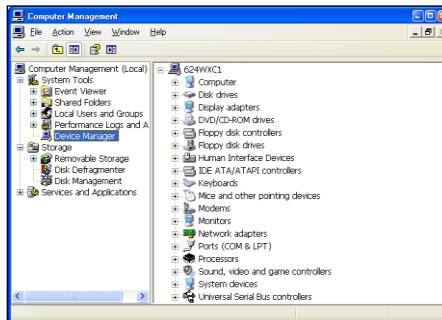 Computer Management
File Action View Window Help
Computer Management (Local)
System Tools
Event Viewer
Shared Folders
Local Users and Groups
Performance Logs and A
Device Manager
Storage
Removable Storage
Disk Defragmenter
Disk Management
Services and Applications
624WXC1
Computer
Disk drives
Display adapters
DVD/CD-ROM drives
Floppy disk controllers
Floppy disk drives
Human Interface Devices
IDE ATA/ATAPI controllers
Keyboards
Mice and other pointing devices
Modems
Monitors
Network adapters
Ports (COM & LPT)
Processors
Sound, video and game controllers
System devices
Universal Serial Bus controllers